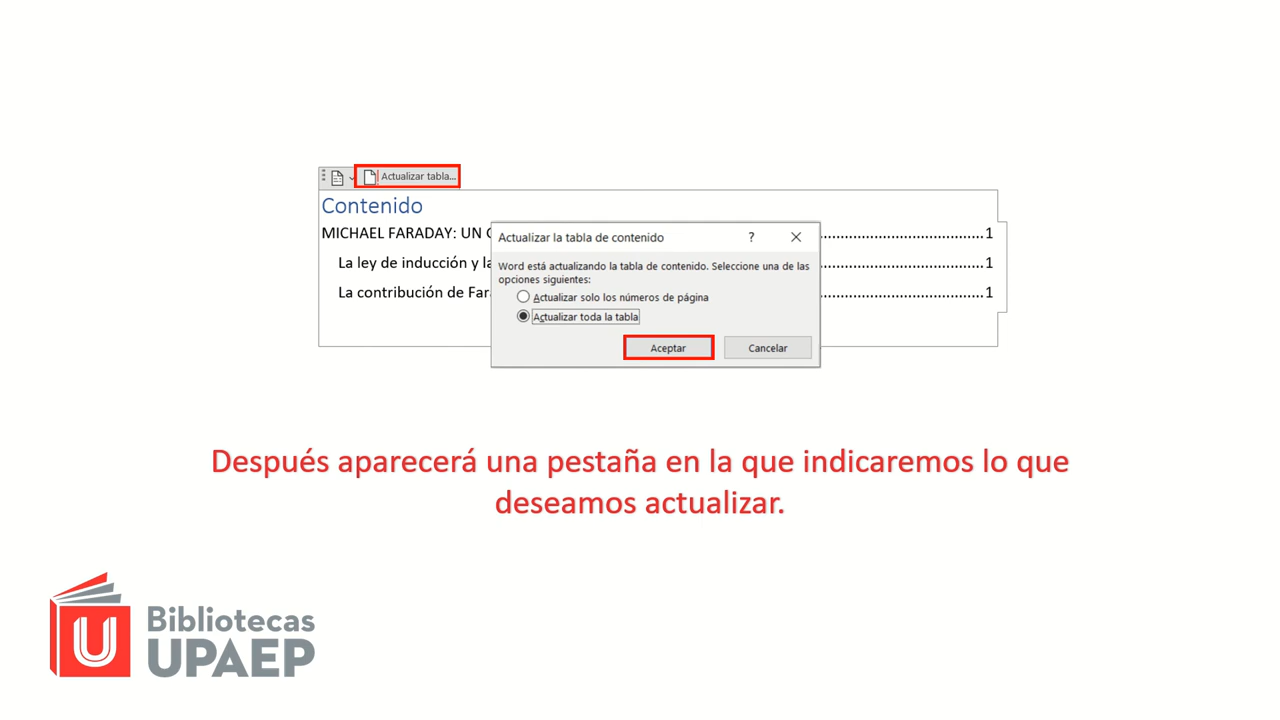 Actualizar tabla...
Contenido
MICHAEL FARADAY: UN 1
La ley de inducción y 1
La contribución de 1
Actualizar la tabla de contenido ?
Word está actualizando la tabla de contenido. Seleccione una de las
opciones siguientes:
Actualizar solo los números de página
Actualizar toda la tabla
Aceptar Cancelar
Después aparecerá una pestaña en la que indicaremos lo que
deseamos actualizar.
U
Bibliotecas
UPAEP